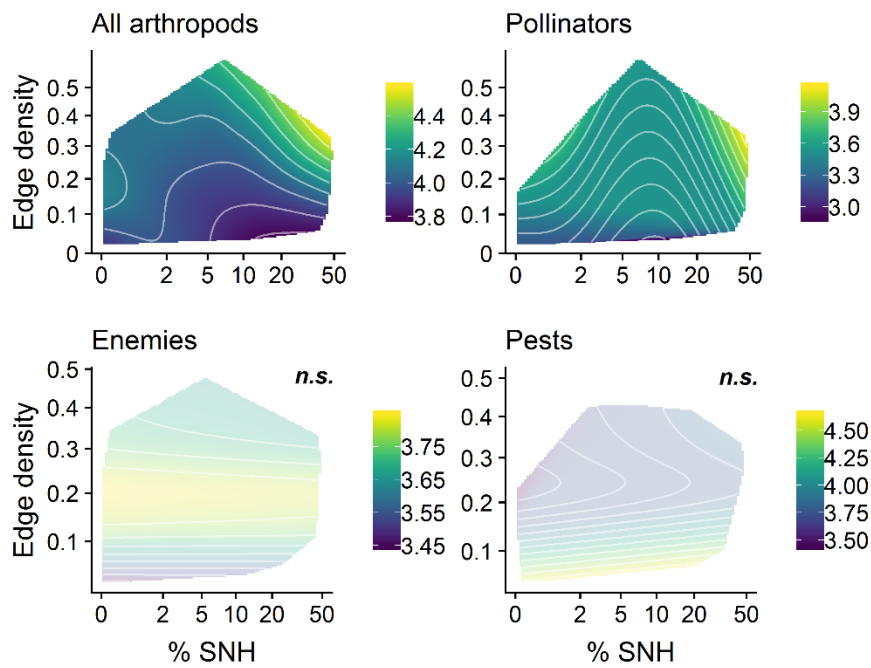 All arthropods
Pollinators
Edge density
0.5
0.4
0.3
0.2
0.1
0
0 2 5 10 20 50
4.4
4.2
4.0
3.8
0.5
0.4
0.3
0.2
0.1
0
0 2 5 10 20 50
3.9
3.6
3.3
3.0
Enemies
Pests
Edge density
n.s.
0.5
0.4
0.3
0.2
0.1
0 2 5 10 20 50
% SNH
3.75
3.65
3.55
3.45
n.s.
0.5
0.4
0.3
0.2
0.1
0 2 5 10 20 50
% SNH
4.50
4.25
4.00
3.75
3.50